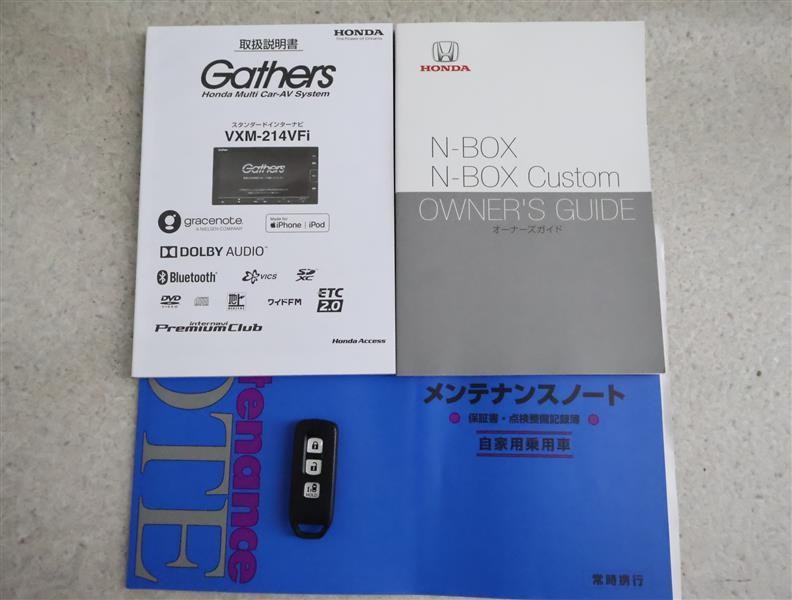 取扱説明書
HONDA
The Power of Dreams
Gathers
Honda Multi Car-AV System
スタンダードインターナビ
VXM-214VFi
Gathers
gracenote.
A NIELSEN COMPANY
Made for
iPhone | iPod
DOLBY AUDIO™
Bluetooth®
VICS
SD XC
DVD
VIDEO
ワイドFM
ETC
2.0
internavi
PremiumClub
Honda Access
HONDA
N-BOX
N-BOX Custom
OWNER'S GUIDE
オーナーズガイド
メンテナンスノート
保証書・点検整備記録簿
自家用乗用車
常時携行
tenance
OTE
HOLD